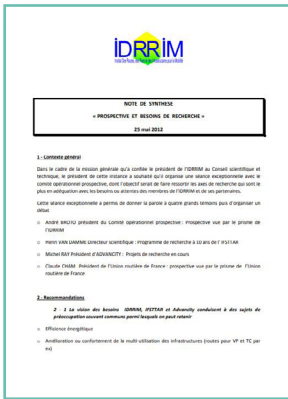 IDRRIM
NOTE DE SYNTHESE
« PROSPECTIVE ET BESOINS DE RECHERCHE »
25 mai 2012
1 - Contexte général
Dans le cadre de la mission générale qu'a confiée le président de l'IDRRIM au Conseil scientifique et
technique, le président de cette instance a souhaité qu'il organise une séance exceptionnelle avec le
comité opérationnel prospective, dont l'objectif serait de faire ressortir les axes de recherche qui sont le
plus en adéquation avec les besoins ou attentes des membres de l'IDRRIM et de ses partenaires.
Cette séance exceptionnelle a permis de donner la parole à quatre grands témoins puis d'organiser un
débat
o André BROTO président du Comité opérationnel prospective : Prospective vue par le prisme de
l'IDRRIM
o Henri VAN DAMME Directeur scientifique : Programme de recherche à 10 ans de l'IFSTTAR
o Michel RAY Président d'ADVANCITY : Projets de recherche en cours
o Claude CHAM Président de l'Union routière de France : prospective vue par le prisme de l'Union
routière de France
2. Recommandations
2 - 1 La vision des besoins IDRRIM, IFSTTAR et Advancity conduisent à des sujets de
préoccupation souvent communs parmi lesquels on peut retenir
o Efficience énergétique
o Amélioration ou confortement de la multi-utilisation des infrastructures (routes pour VP et TC par
ex)